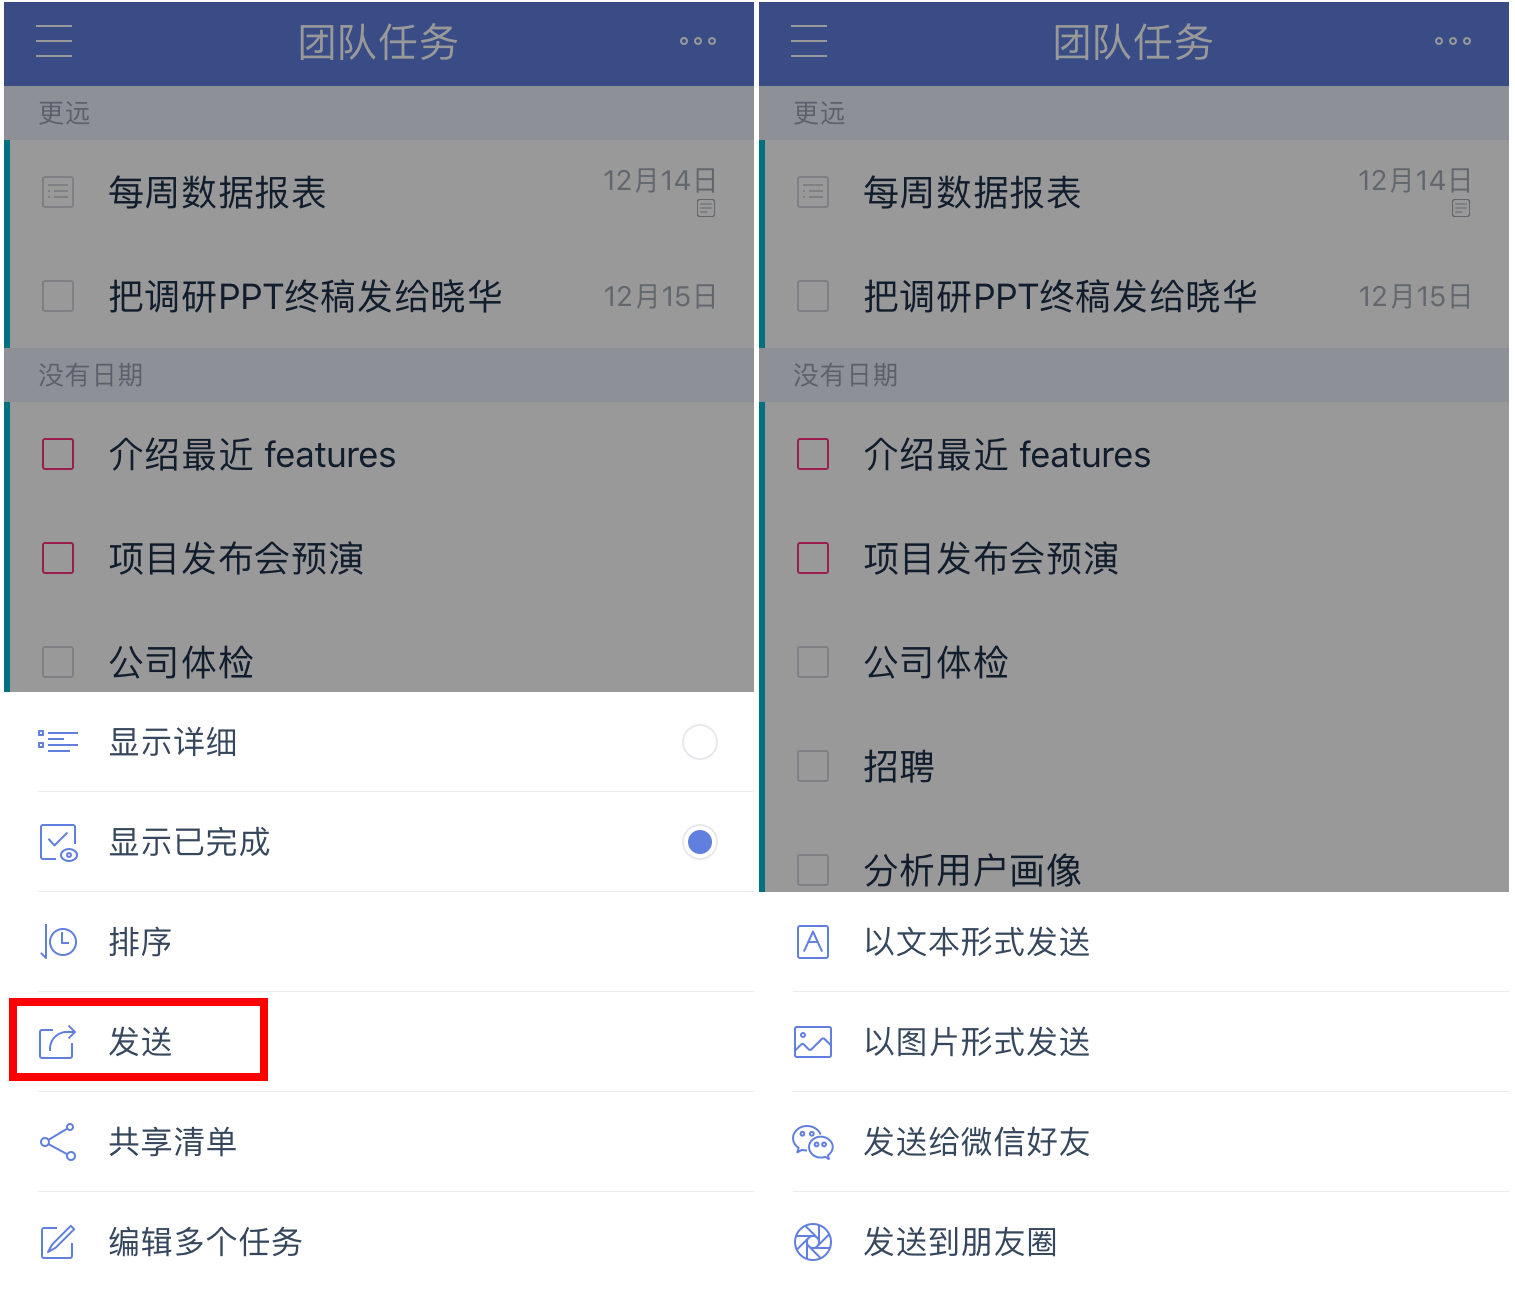 团队任务
更远
每周数据报表
12月14日
把调研PPT终稿发给晓华
12月15日
没有日期
介绍最近 features
项目发布会预演
公司体检
显示详细
显示已完成
排序
发送
共享清单
编辑多个任务
团队任务
更远
每周数据报表
12月14日
把调研PPT终稿发给晓华
12月15日
没有日期
介绍最近 features
项目发布会预演
公司体检
招聘
分析用户画像
以文本形式发送
以图片形式发送
发送给微信好友
发送到朋友圈